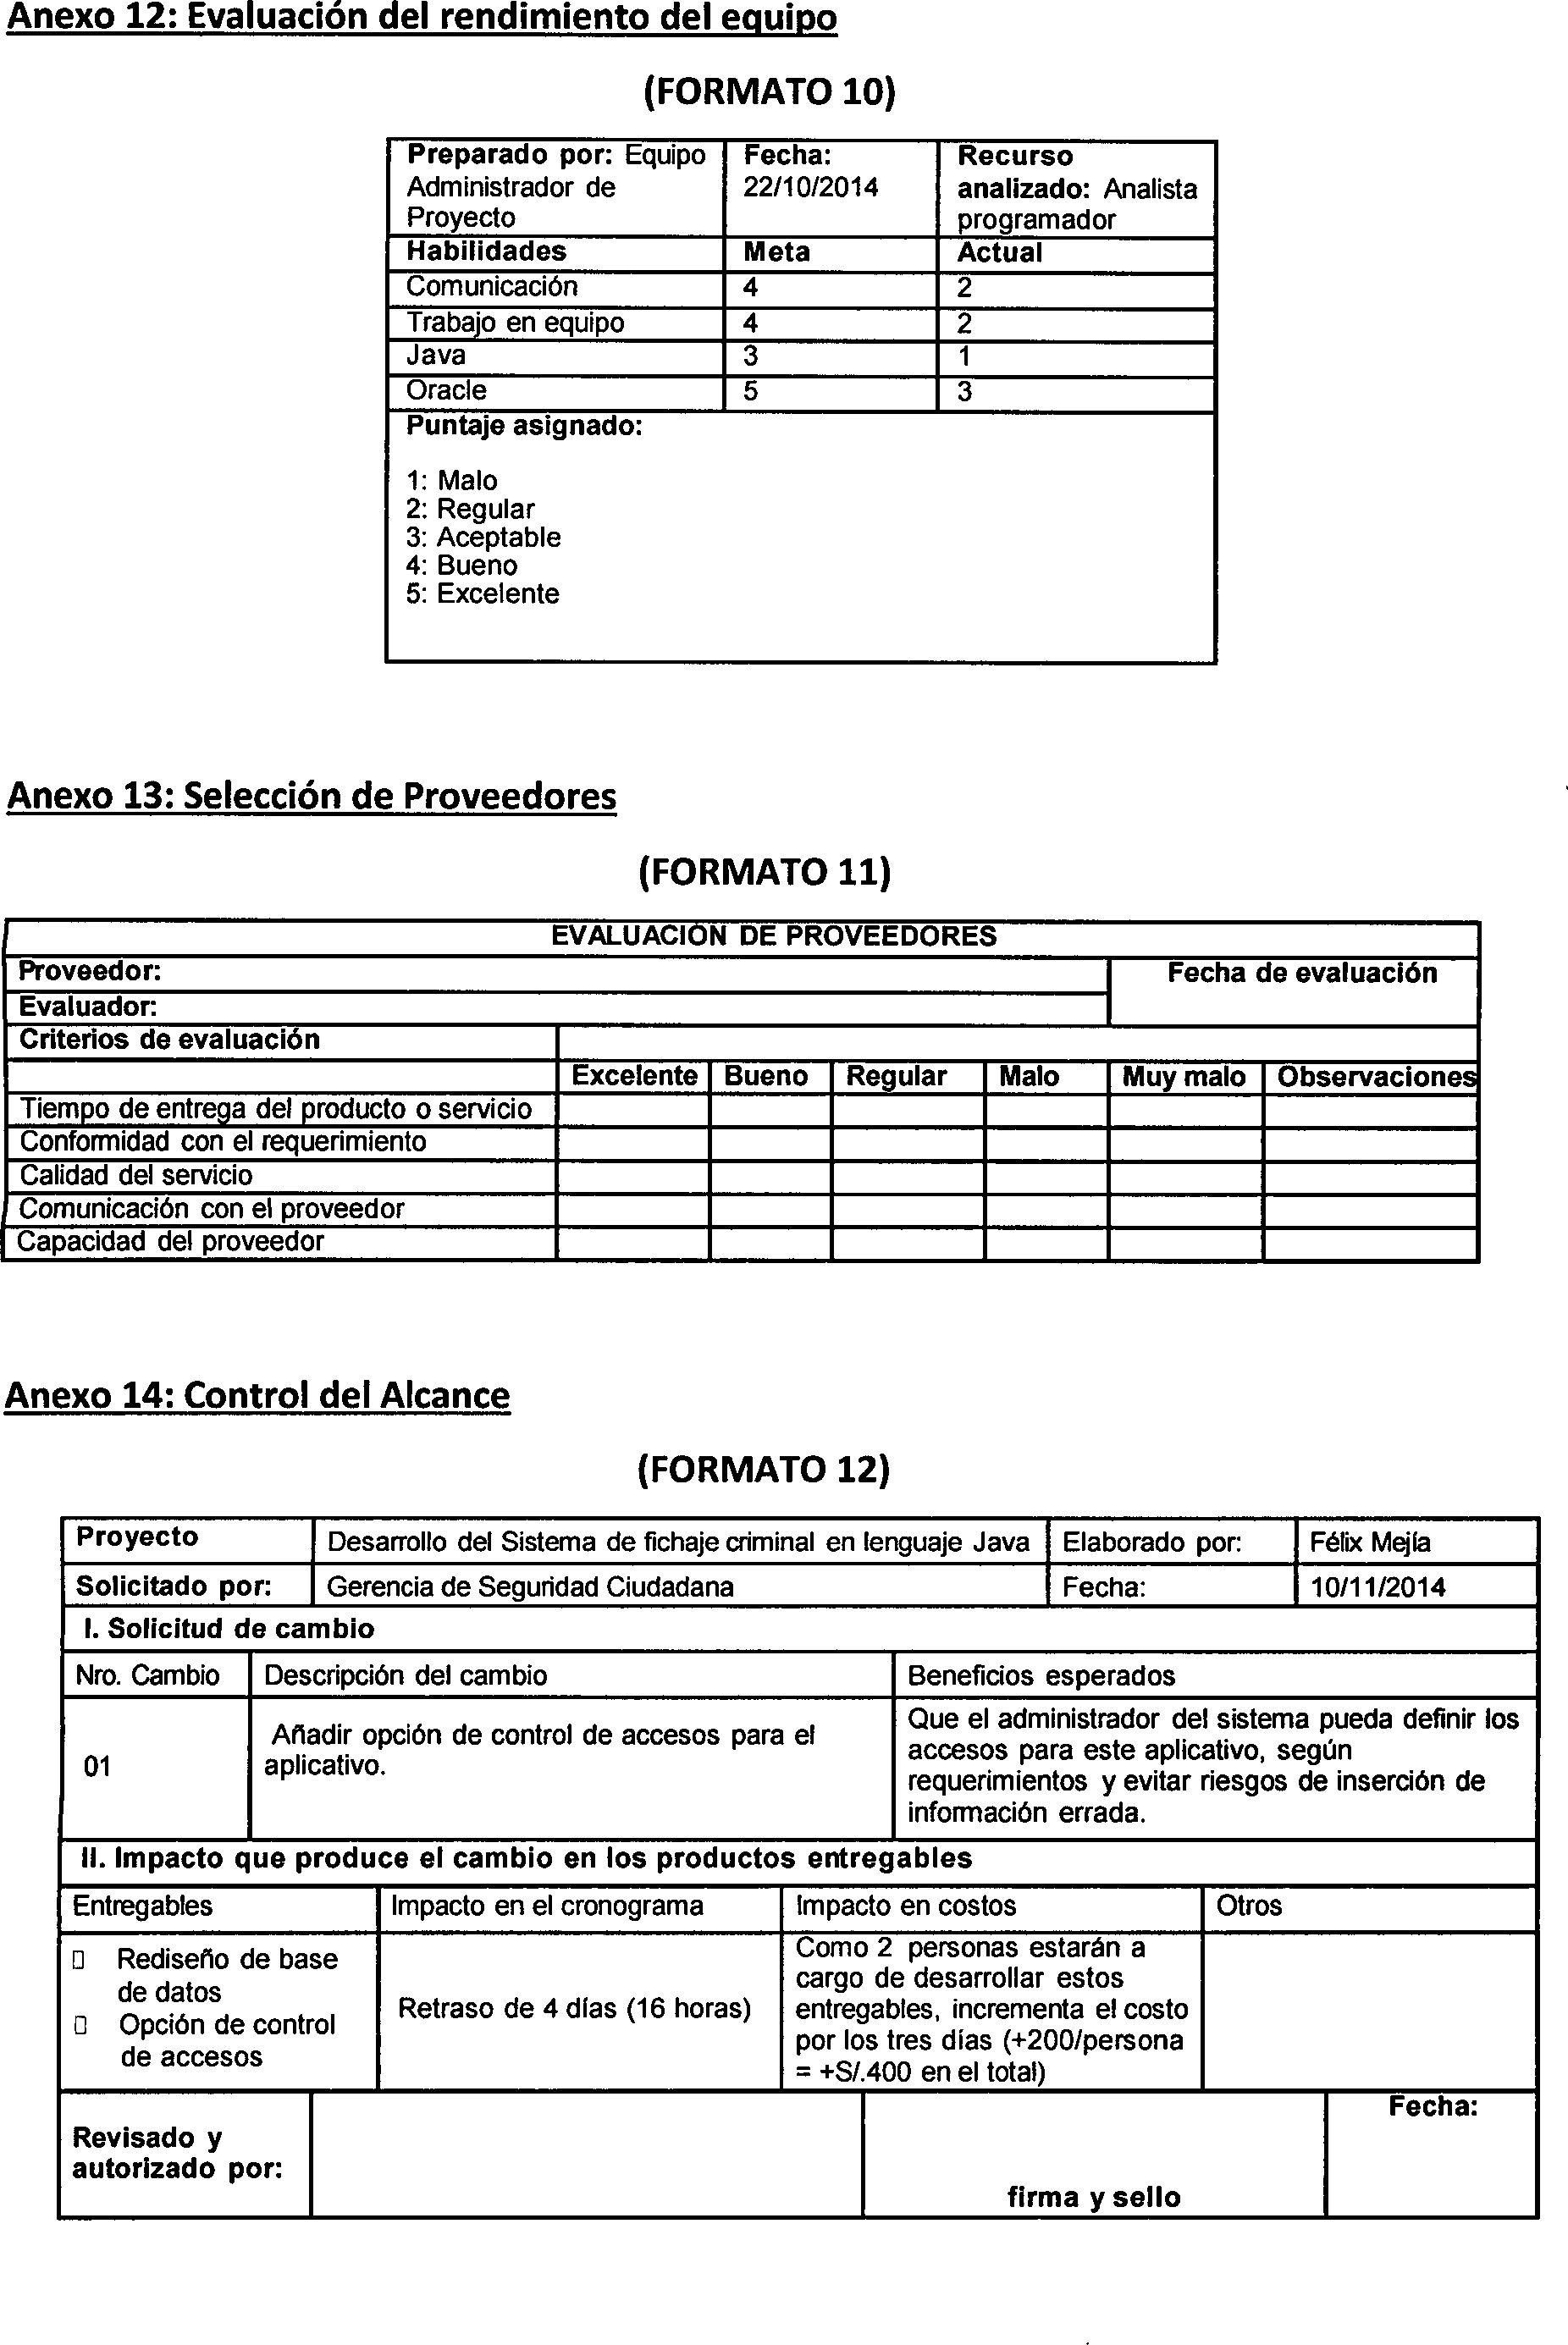 Anexo 12: Evaluación del rendimiento del equipo
(FORMATO 10)
Preparado por: Equipo Administrador de Proyecto
Fecha: 22/10/2014
Recurso analizado: Analista programador
Habilidades Meta Actual
Comunicación 4 2
Trabajo en equipo 4 2
Java 3 1
Oracle 5 3
Puntaje asignado:
1: Malo
2: Regular
3: Aceptable
4: Bueno
5: Excelente
Anexo 13: Selección de Proveedores
(FORMATO 11)
EVALUACIÓN DE PROVEEDORES
Proveedor:
Fecha de evaluación
Evaluador:
Criterios de evaluación
Excelente Bueno Regular Malo Muy malo Observaciones
Tiempo de entrega del producto o servicio
Conformidad con el requerimiento
Calidad del servicio
Comunicación con el proveedor
Capacidad del proveedor
Anexo 14: Control del Alcance
(FORMATO 12)
Proyecto Desarrollo del Sistema de fichaje criminal en lenguaje Java Elaborado por: Félix Mejía
Solicitado por: Gerencia de Seguridad Ciudadana Fecha: 10/11/2014
I. Solicitud de cambio
Nro. Cambio Descripción del cambio Beneficios esperados
01
Añadir opción de control de accesos para el
aplicativo.
Que el administrador del sistema pueda definir los
accesos para este aplicativo, según
requerimientos y evitar riesgos de inserción de
información errada.
II. Impacto que produce el cambio en los productos entregables
Entregables Impacto en el cronograma Impacto en costos Otros
Rediseño de base
de datos
Opción de control
de accesos
Retraso de 4 días (16 horas)
Como 2 personas estarán a
cargo de desarrollar estos
entregables, incrementa el costo
por los tres días (+200/persona
= +S/.400 en el total)
Revisado y
autorizado por:
firma y sello
Fecha: